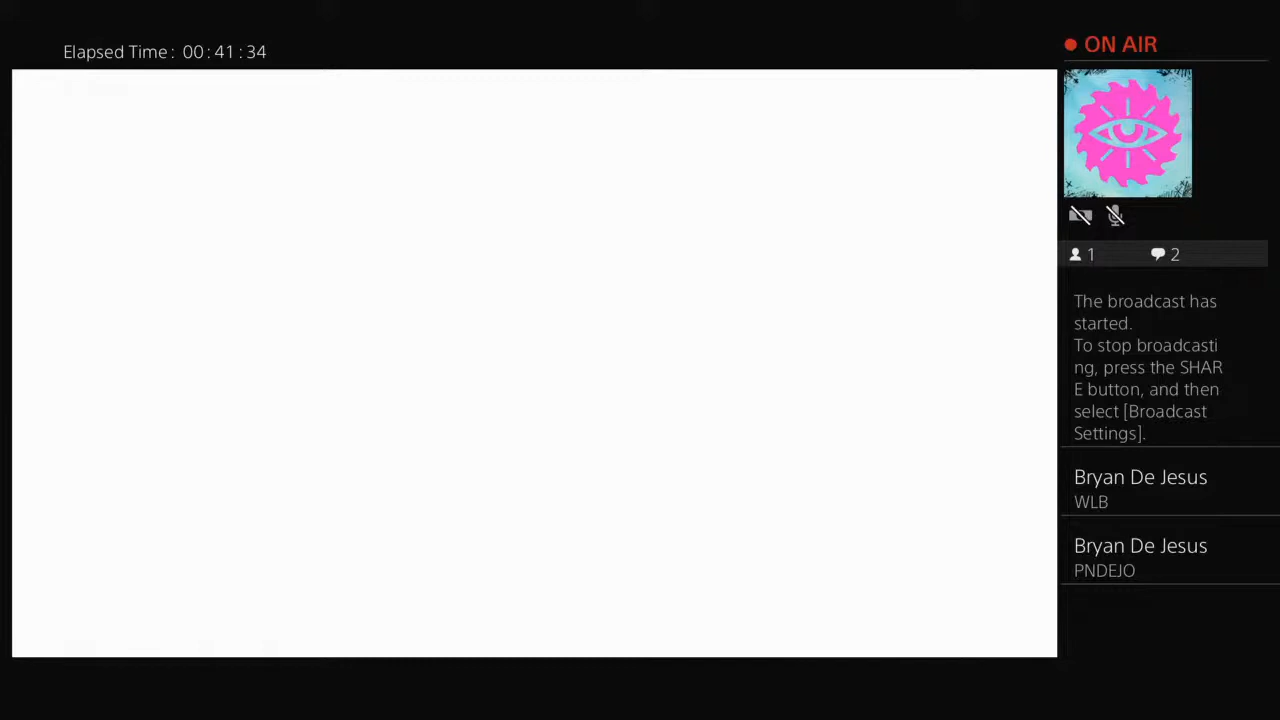 Elapsed Time: 00:41:34
ON AIR
1 2
The broadcast has
started.
To stop broadcasti
ng, press the SHAR
E button, and then
select [Broadcast
Settings].
Bryan De Jesus
WLB
Bryan De Jesus
PNDEJO